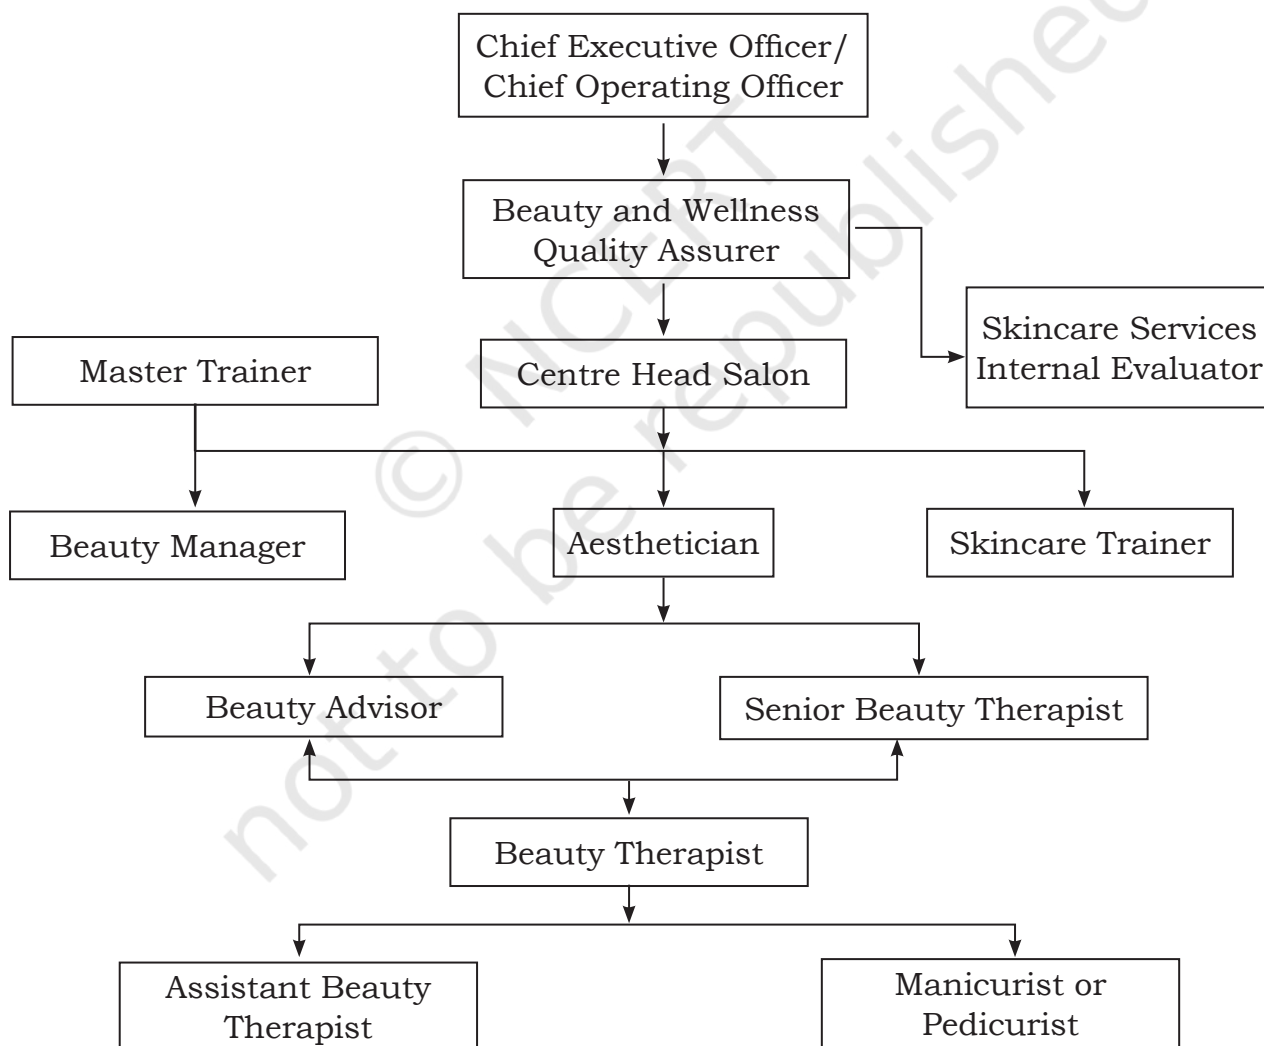 Chief Executive Officer/
Chief Operating Officer
Beauty and Wellness
Quality Assurer
Skincare Services
Internal Evaluator
Master Trainer
Centre Head Salon
Beauty Manager
Aesthetician
Skincare Trainer
Beauty Advisor
Senior Beauty Therapist
Beauty Therapist
Assistant Beauty
Therapist
Manicurist or
Pedicurist
© NCERT
not to be republished